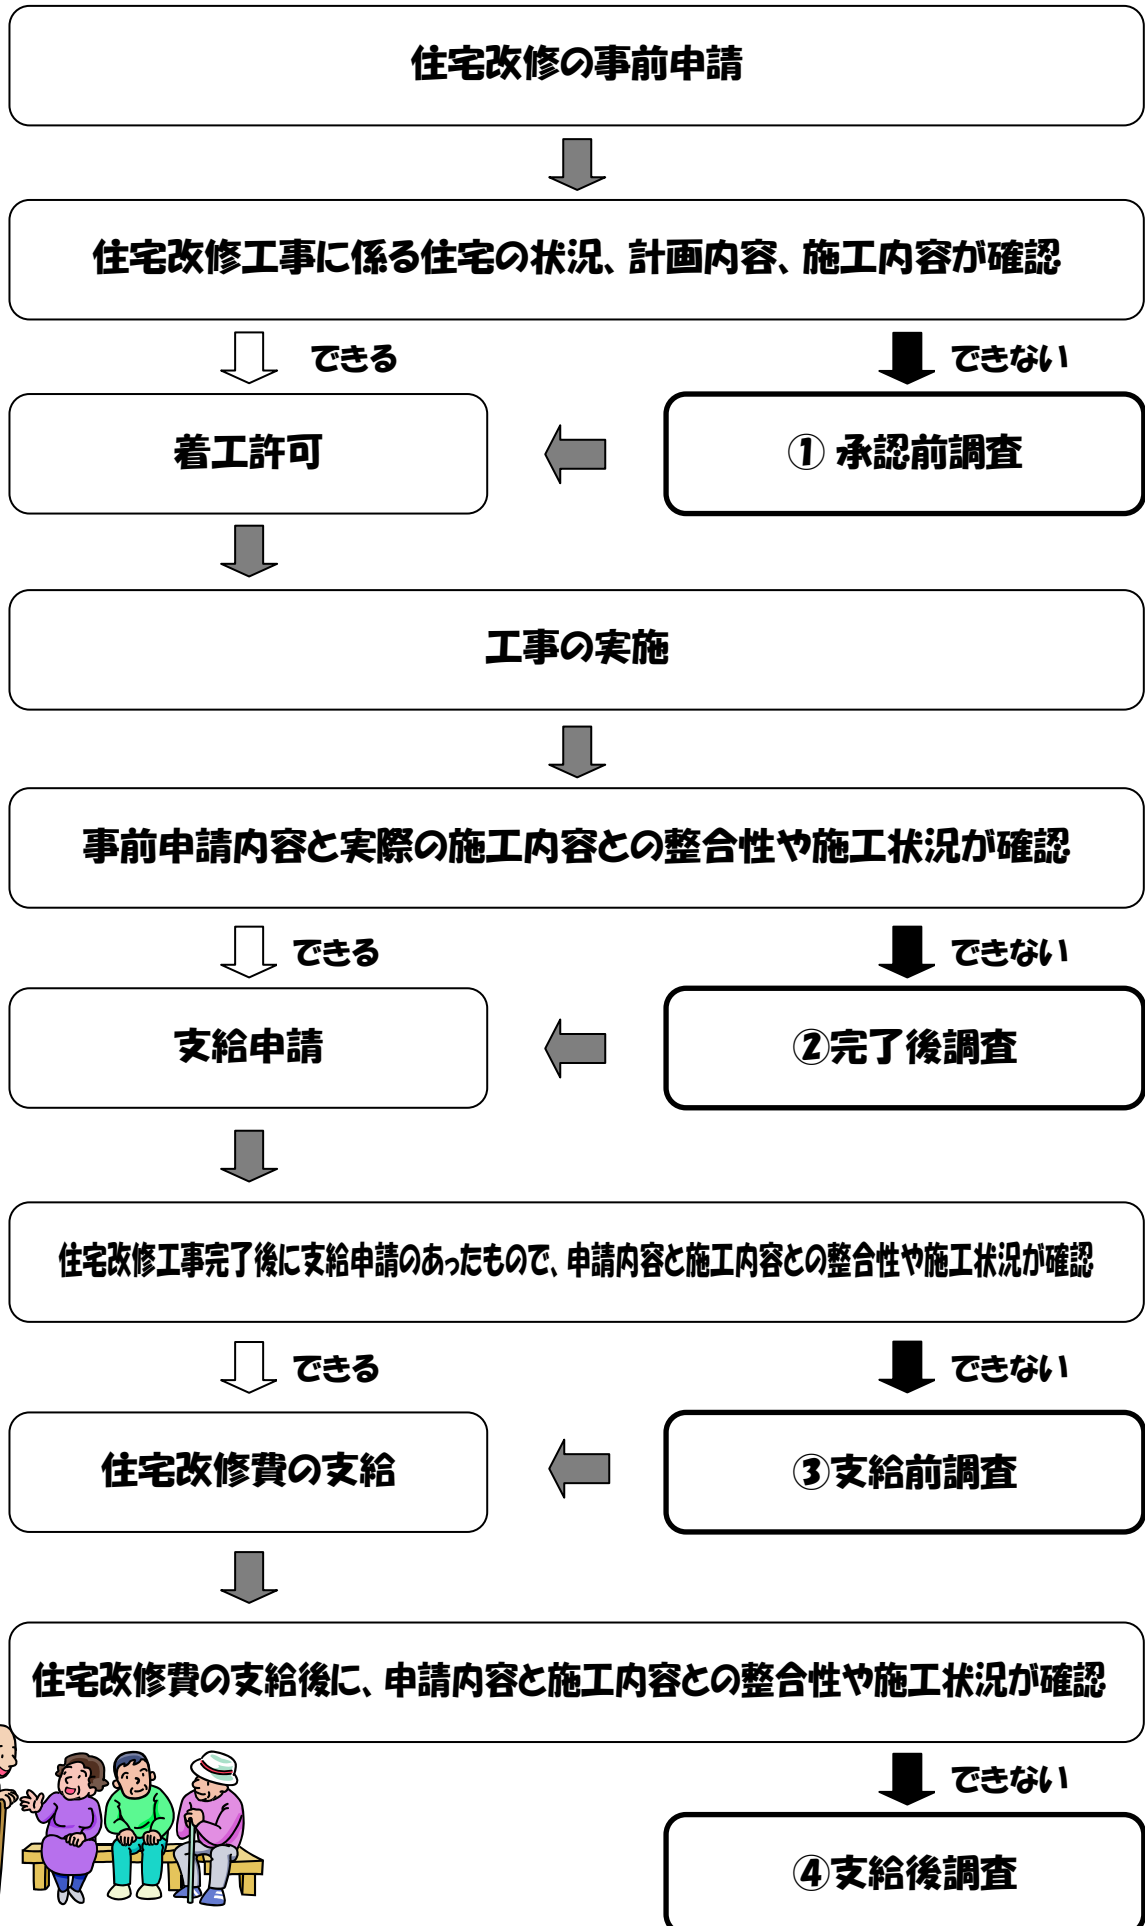 住宅改修の事前申請
住宅改修工事に係る住宅の状況、計画内容、施工内容が確認
できる
できない
着工許可
① 承認前調査
工事の実施
事前申請内容と実際の施工内容との整合性や施工状況が確認
できる
できない
支給申請
②完了後調査
住宅改修工事完了後に支給申請のあったもので、申請内容と施工内容との整合性や施工状況が確認
できる
できない
住宅改修費の支給
③支給前調査
住宅改修費の支給後に、申請内容と施工内容との整合性や施工状況が確認
できない
④支給後調査